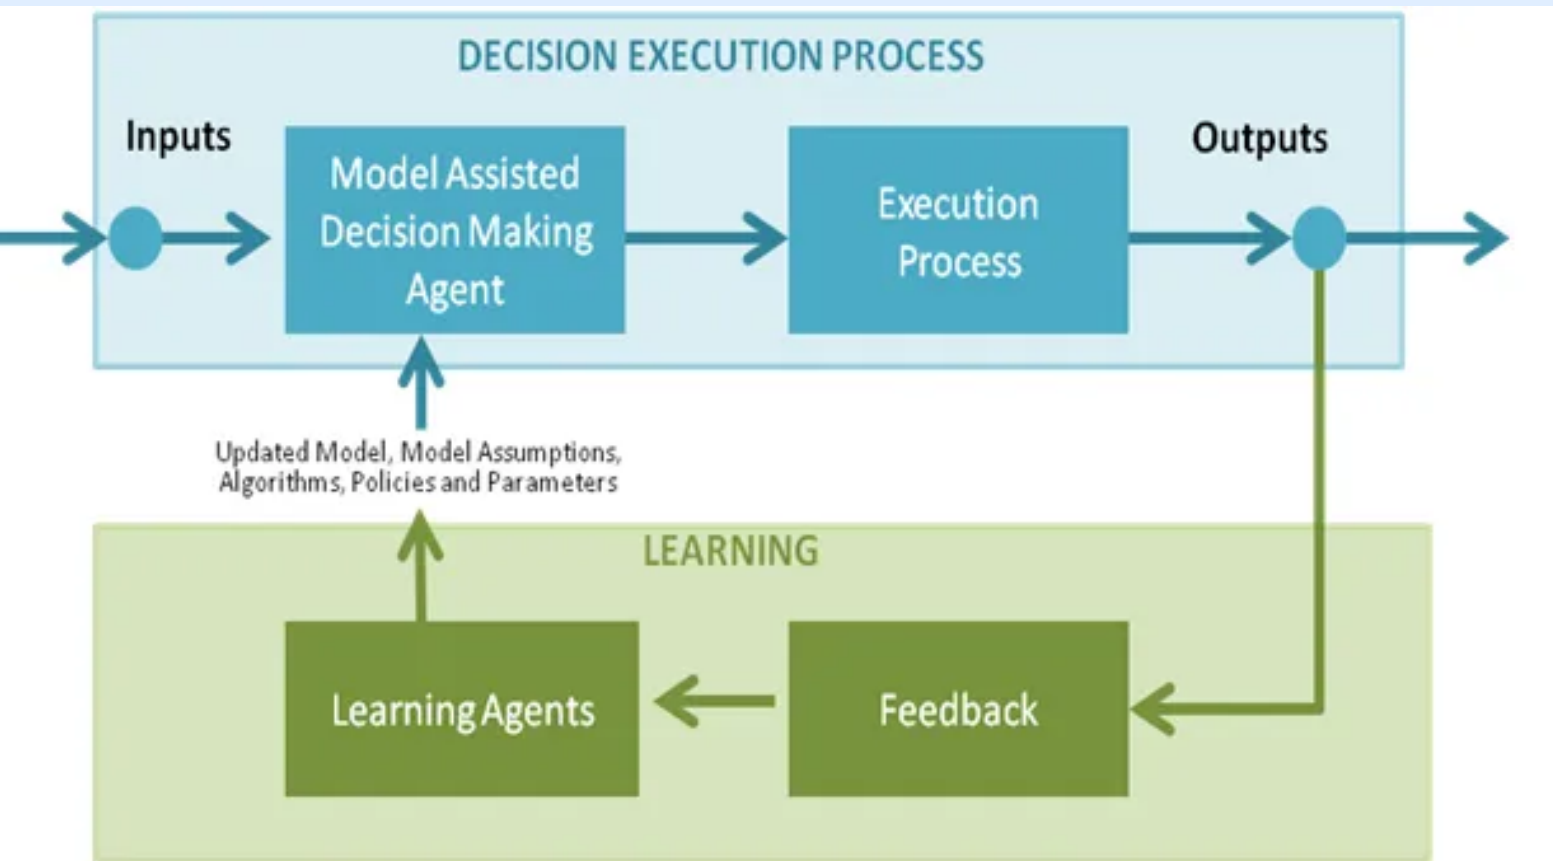 DECISION EXECUTION PROCESS
Inputs
Outputs
Model Assisted
Decision Making
Agent
Execution
Process
Updated Model, Model Assumptions,
Algorithms, Policies and Parameters
LEARNING
Learning Agents
Feedback